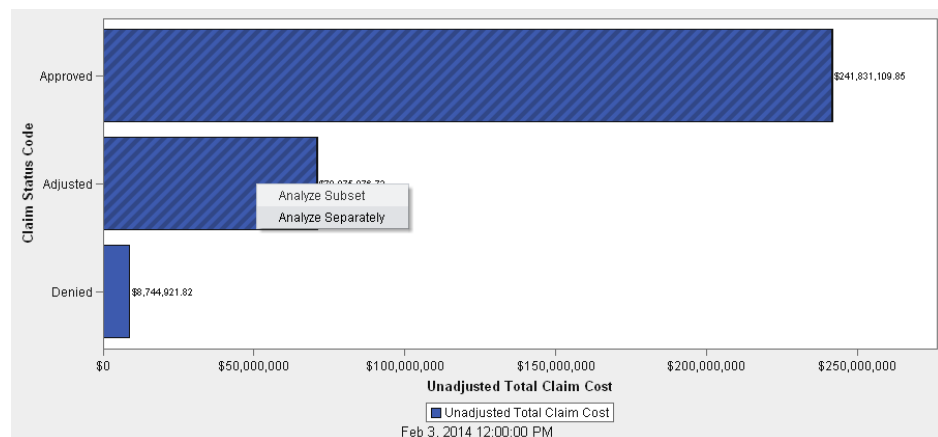 Claim Status Code
Approved
$241,831,109.85
Adjusted
Analyze Subset
Analyze Separately
Denied
$8,744,921.82
$0
$50,000,000
$100,000,000
$150,000,000
$200,000,000
$250,000,000
Unadjusted Total Claim Cost
Unadjusted Total Claim Cost
Feb 3, 2014 12:00:00 PM